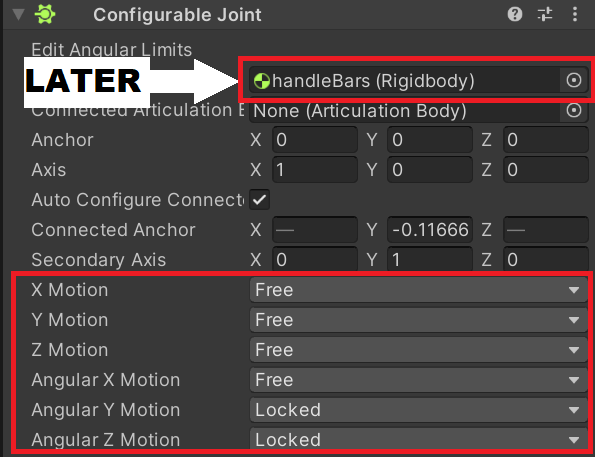 Configurable Joint
Edit Angular Limits
LATER handleBars (Rigidbody)
Connected Articulation B None (Articulation Body)
Anchor X 0 Y 0 Z 0
Axis X 1 Y 0 Z 0
Auto Configure Connecte
Connected Anchor X — Y -0.11666 Z —
Secondary Axis X 0 Y 1 Z 0
X Motion Free
Y Motion Free
Z Motion Free
Angular X Motion Free
Angular Y Motion Locked
Angular Z Motion Locked